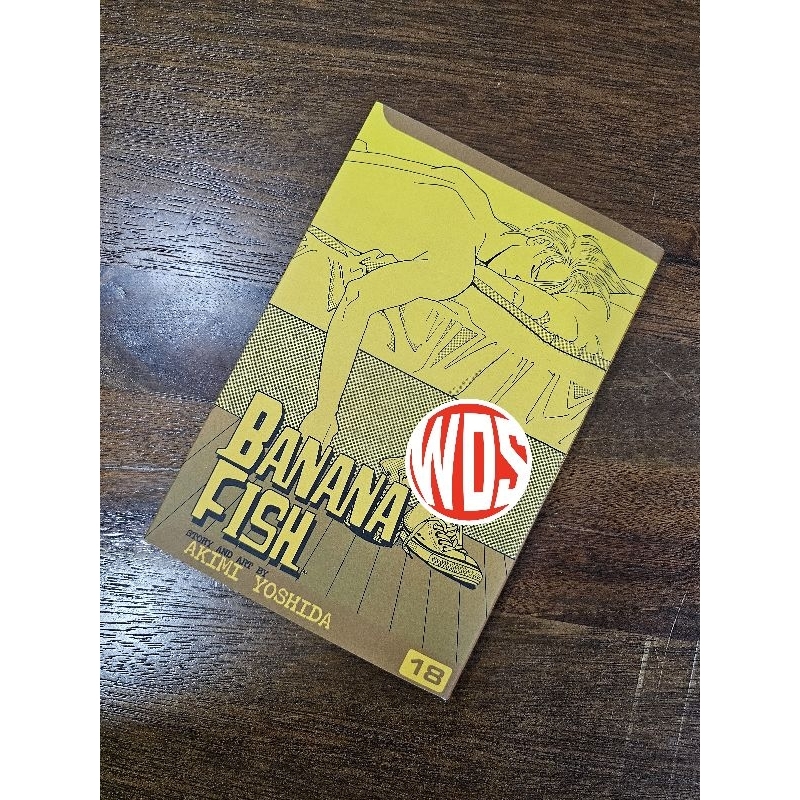 BANANA
FISH
STORY AND ART BY
AKIMI YOSHIDA
WDS
18